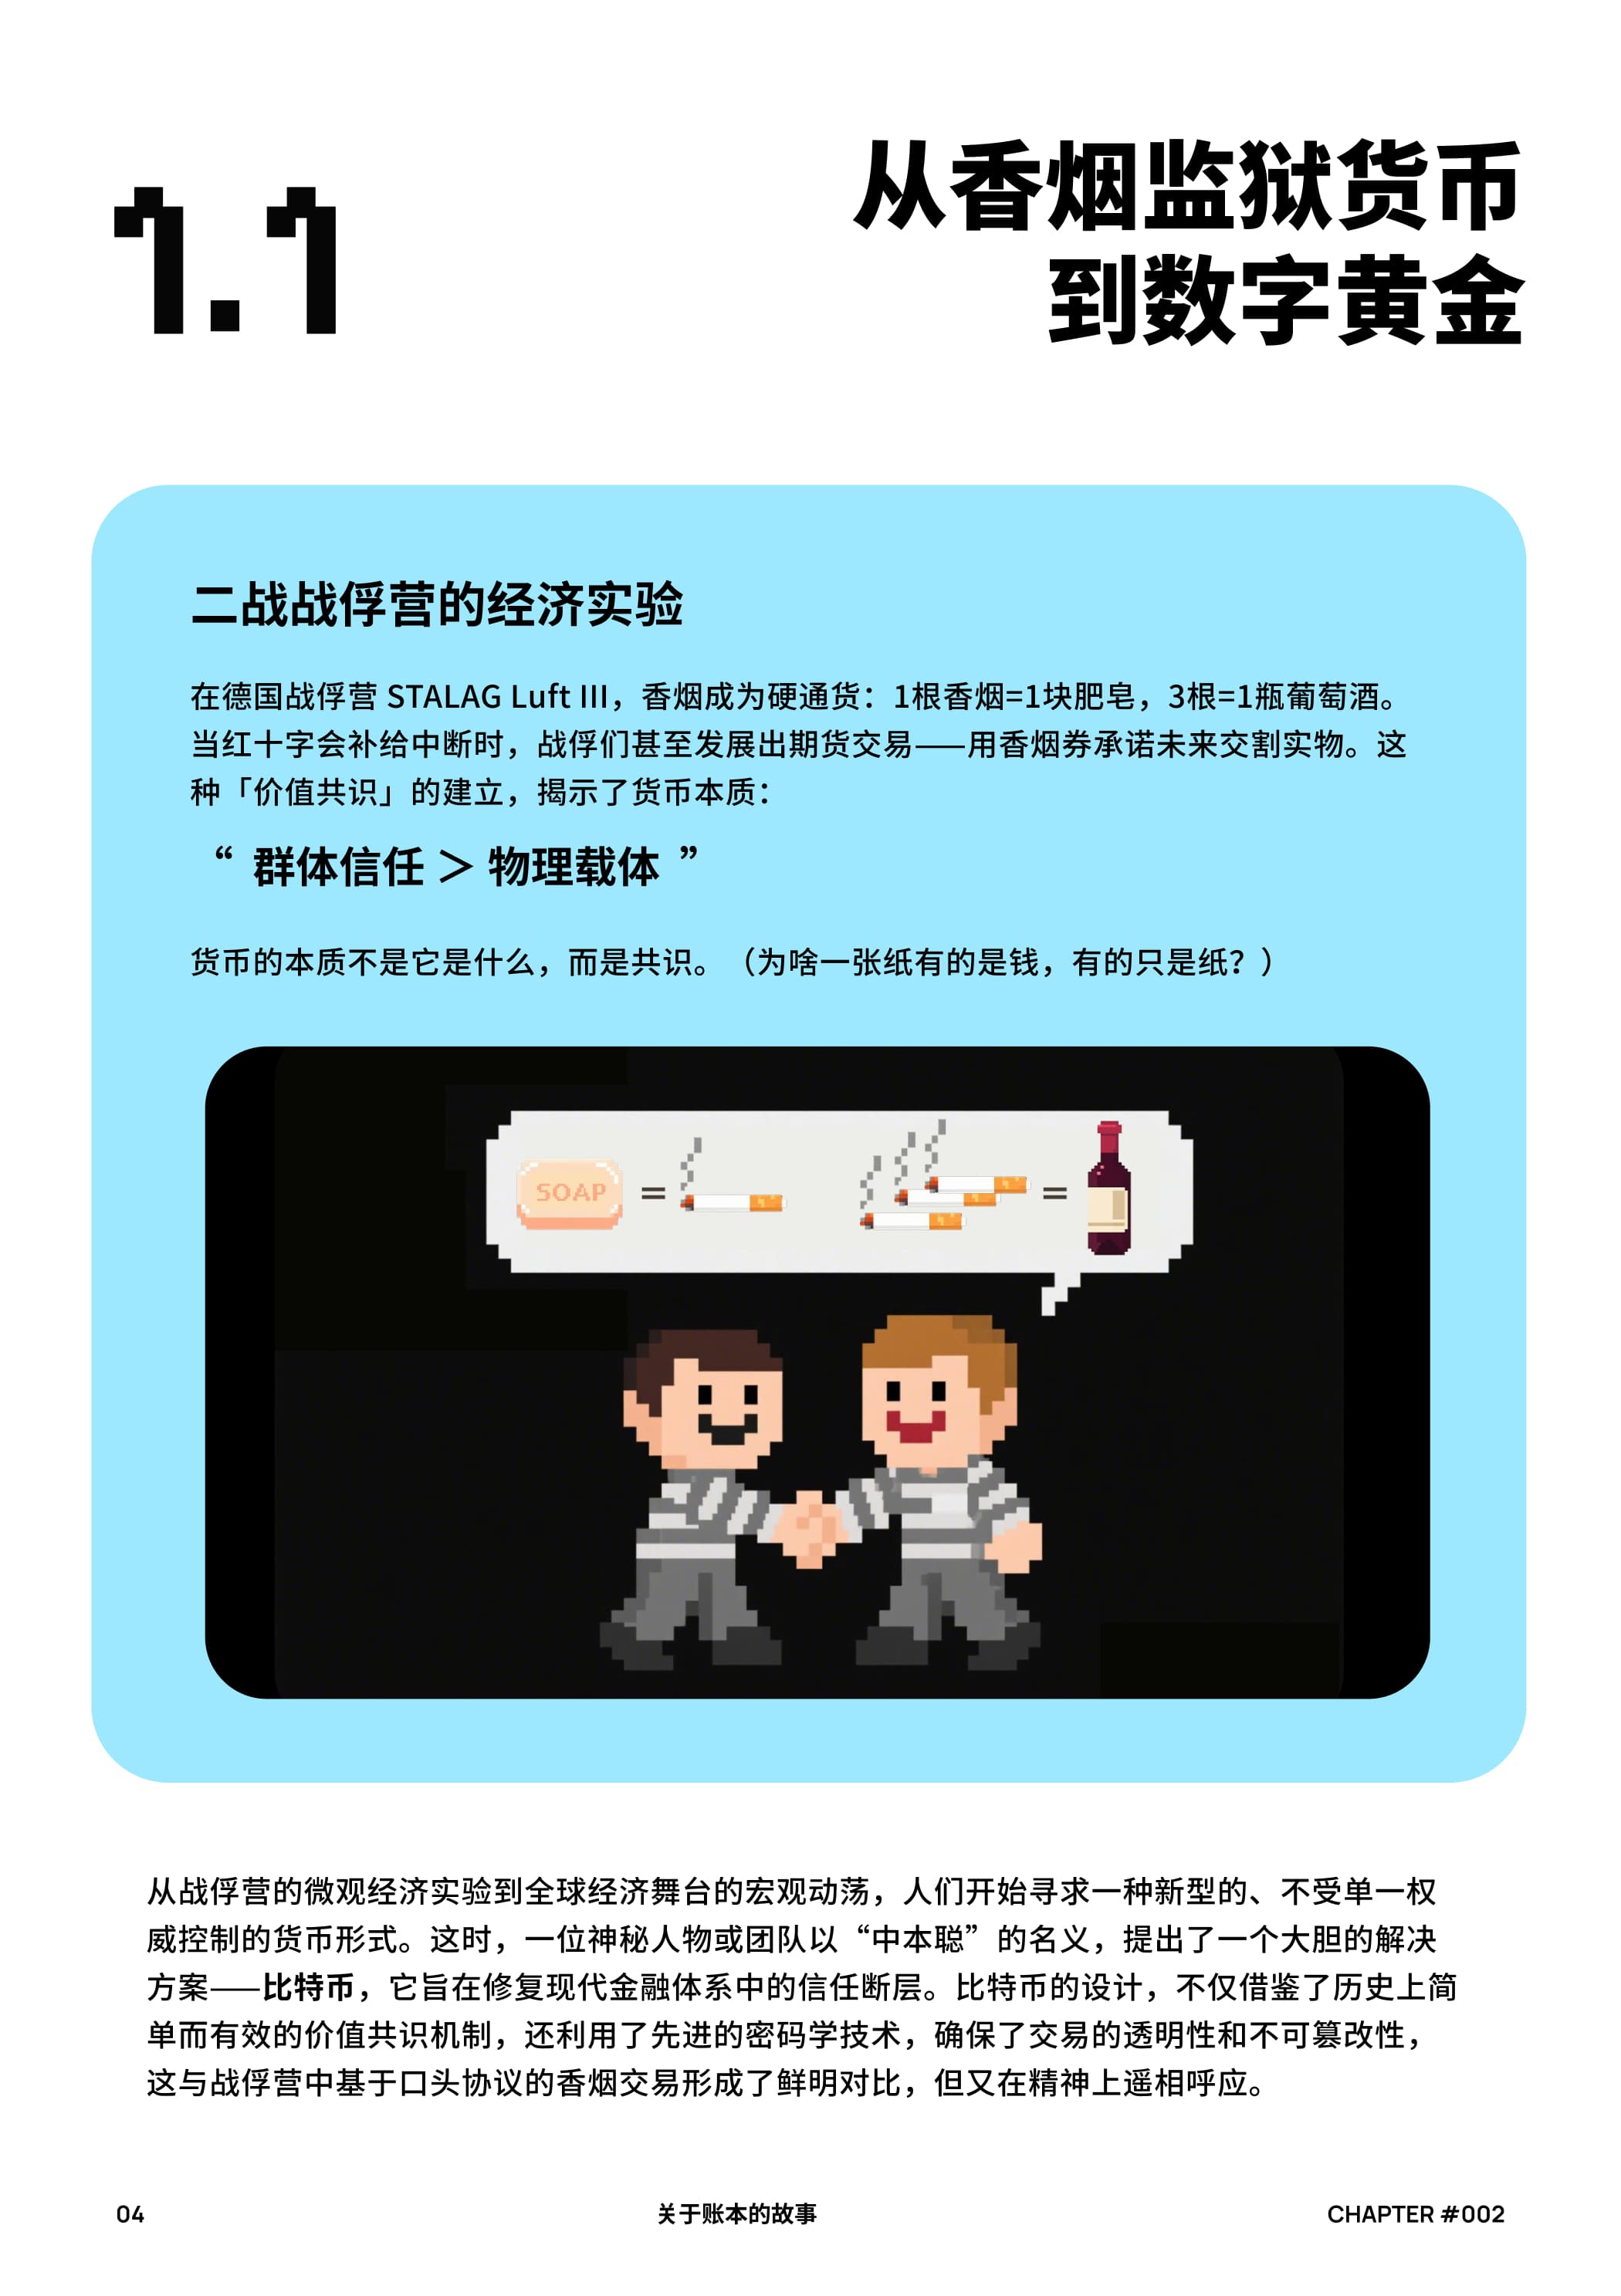 1.1
从香烟监狱货币
到数字黄金
二战战俘营的经济实验
在德国战俘营 STALAG Luft III，香烟成为硬通货：1根香烟=1块肥皂，3根=1瓶葡萄酒。
当红十字会补给中断时，战俘们甚至发展出期货交易——用香烟券承诺未来交割实物。这
种「价值共识」的建立，揭示了货币本质：
“ 群体信任 ＞ 物理载体 ”
货币的本质不是它是什么，而是共识。（为啥一张纸有的是钱，有的只是纸？）
SOAP = =
从战俘营的微观经济实验到全球经济舞台的宏观动荡，人们开始寻求一种新型的、不受单一权
威控制的货币形式。这时，一位神秘人物或团队以“中本聪”的名义，提出了一个大胆的解决
方案——比特币，它旨在修复现代金融体系中的信任断层。比特币的设计，不仅借鉴了历史上简
单而有效的价值共识机制，还利用了先进的密码学技术，确保了交易的透明性和不可篡改性，
这与战俘营中基于口头协议的香烟交易形成了鲜明对比，但又在精神上遥相呼应。
04
关于账本的故事
CHAPTER #002